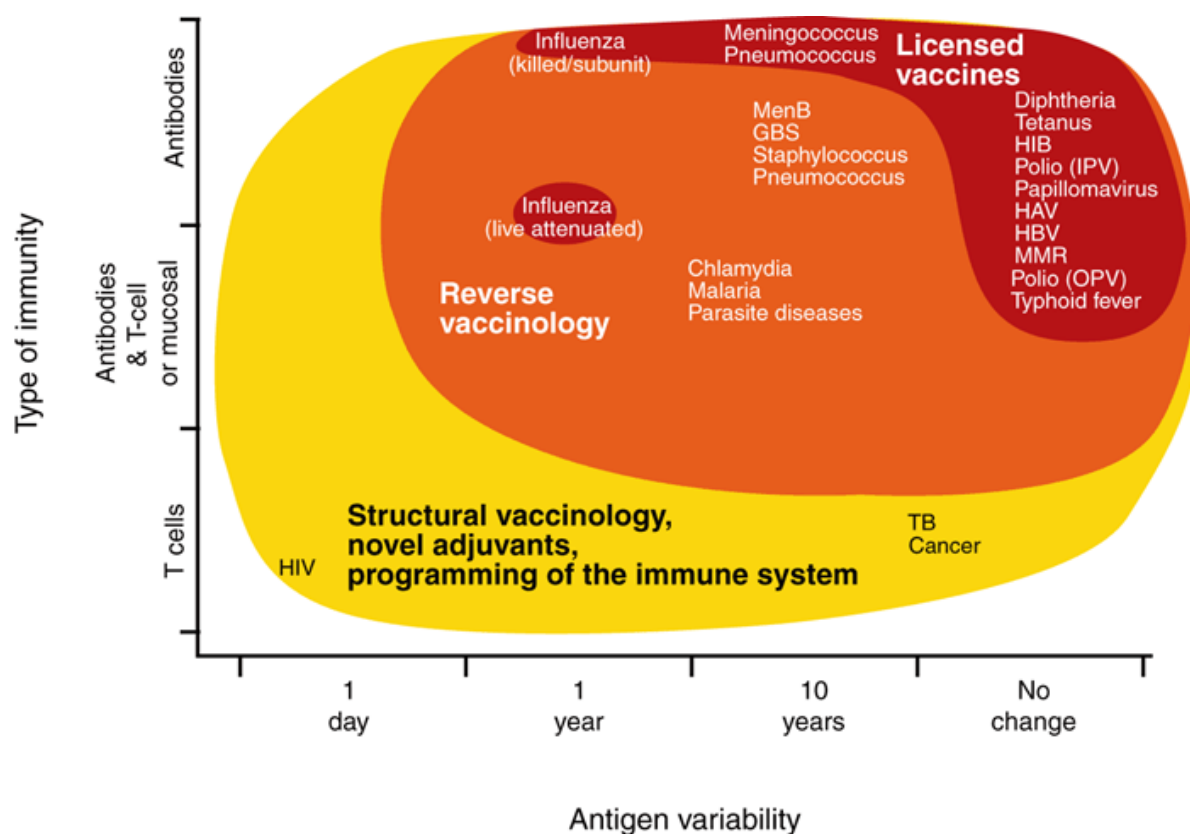 Type of immunity
Antibodies
Antibodies
& T-cell
or mucosal
T cells
Influenza
(killed/subunit)
Meningococcus
Pneumococcus
Licensed
vaccines
MenB
GBS
Staphylococcus
Pneumococcus
Diphtheria
Tetanus
HIB
Polio (IPV)
Papillomavirus
HAV
HBV
MMR
Polio (OPV)
Typhoid fever
Influenza
(live attenuated)
Reverse
vaccinology
Chlamydia
Malaria
Parasite diseases
Structural vaccinology,
novel adjuvants,
programming of the immune system
HIV
TB
Cancer
1
day
1
year
10
years
No
change
Antigen variability